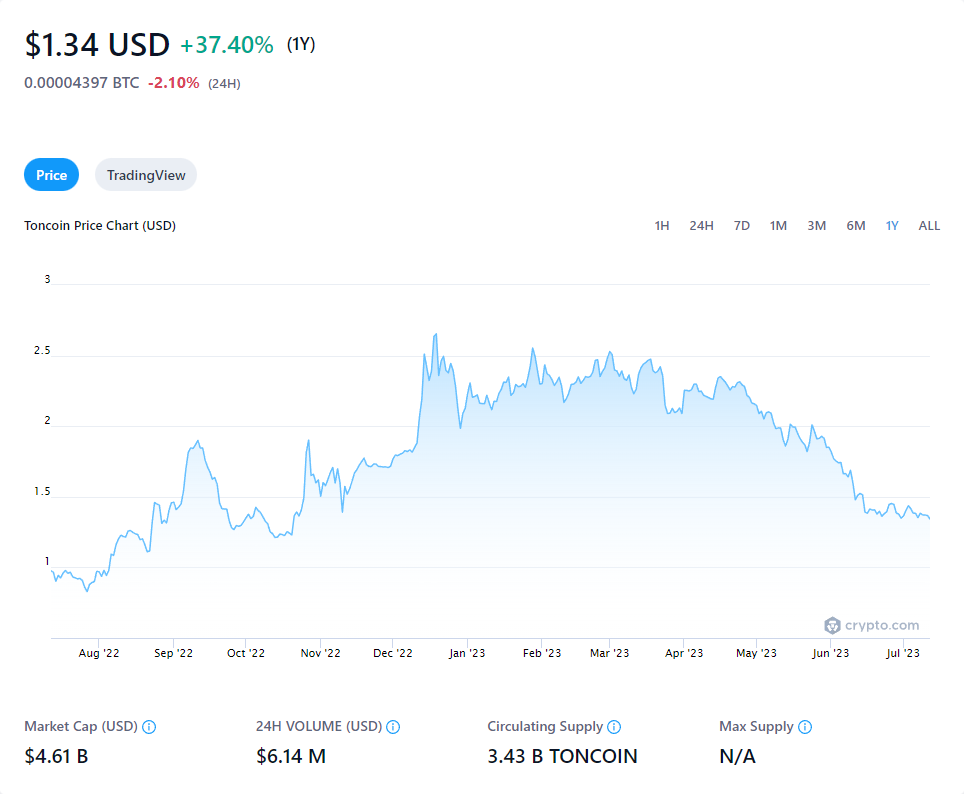 $1.34 USD +37.40% (1Y)
0.00004397 BTC -2.10% (24H)
Price TradingView
Toncoin Price Chart (USD) 1H 24H 7D 1M 3M 6M 1Y ALL
3
2.5
2
1.5
1
crypto.com
Aug '22 Sep '22 Oct '22 Nov '22 Dec '22 Jan '23 Feb '23 Mar '23 Apr '23 May '23 Jun '23 Jul '23
Market Cap (USD) 24H VOLUME (USD) Circulating Supply Max Supply
$4.61 B $6.14 M 3.43 B TONCOIN N/A